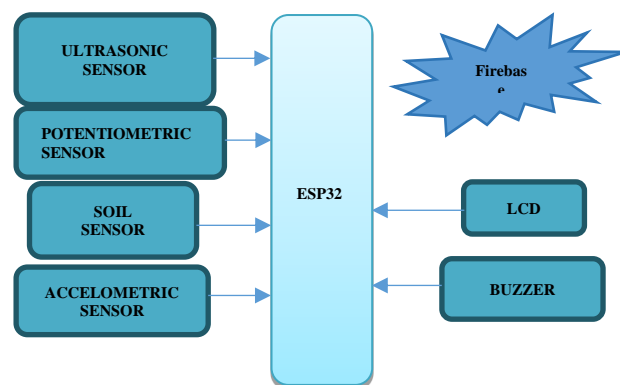 ULTRASONIC
SENSOR
POTENTIOMETRIC
SENSOR
SOIL
SENSOR
ACCELOMETRIC
SENSOR
ESP32
Firebas
e
LCD
BUZZER